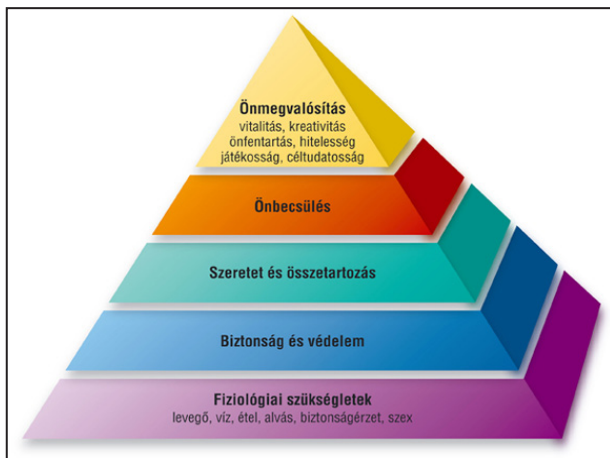 Önmegvalósítás
vitalitás, kreativitás
önfentartás, hitelesség
játékosság, céltudatosság
Önbecsülés
Szeretet és összetartozás
Biztonság és védelem
Fiziológiai szükségletek
levegő, víz, étel, alvás, biztonságérzet, szex